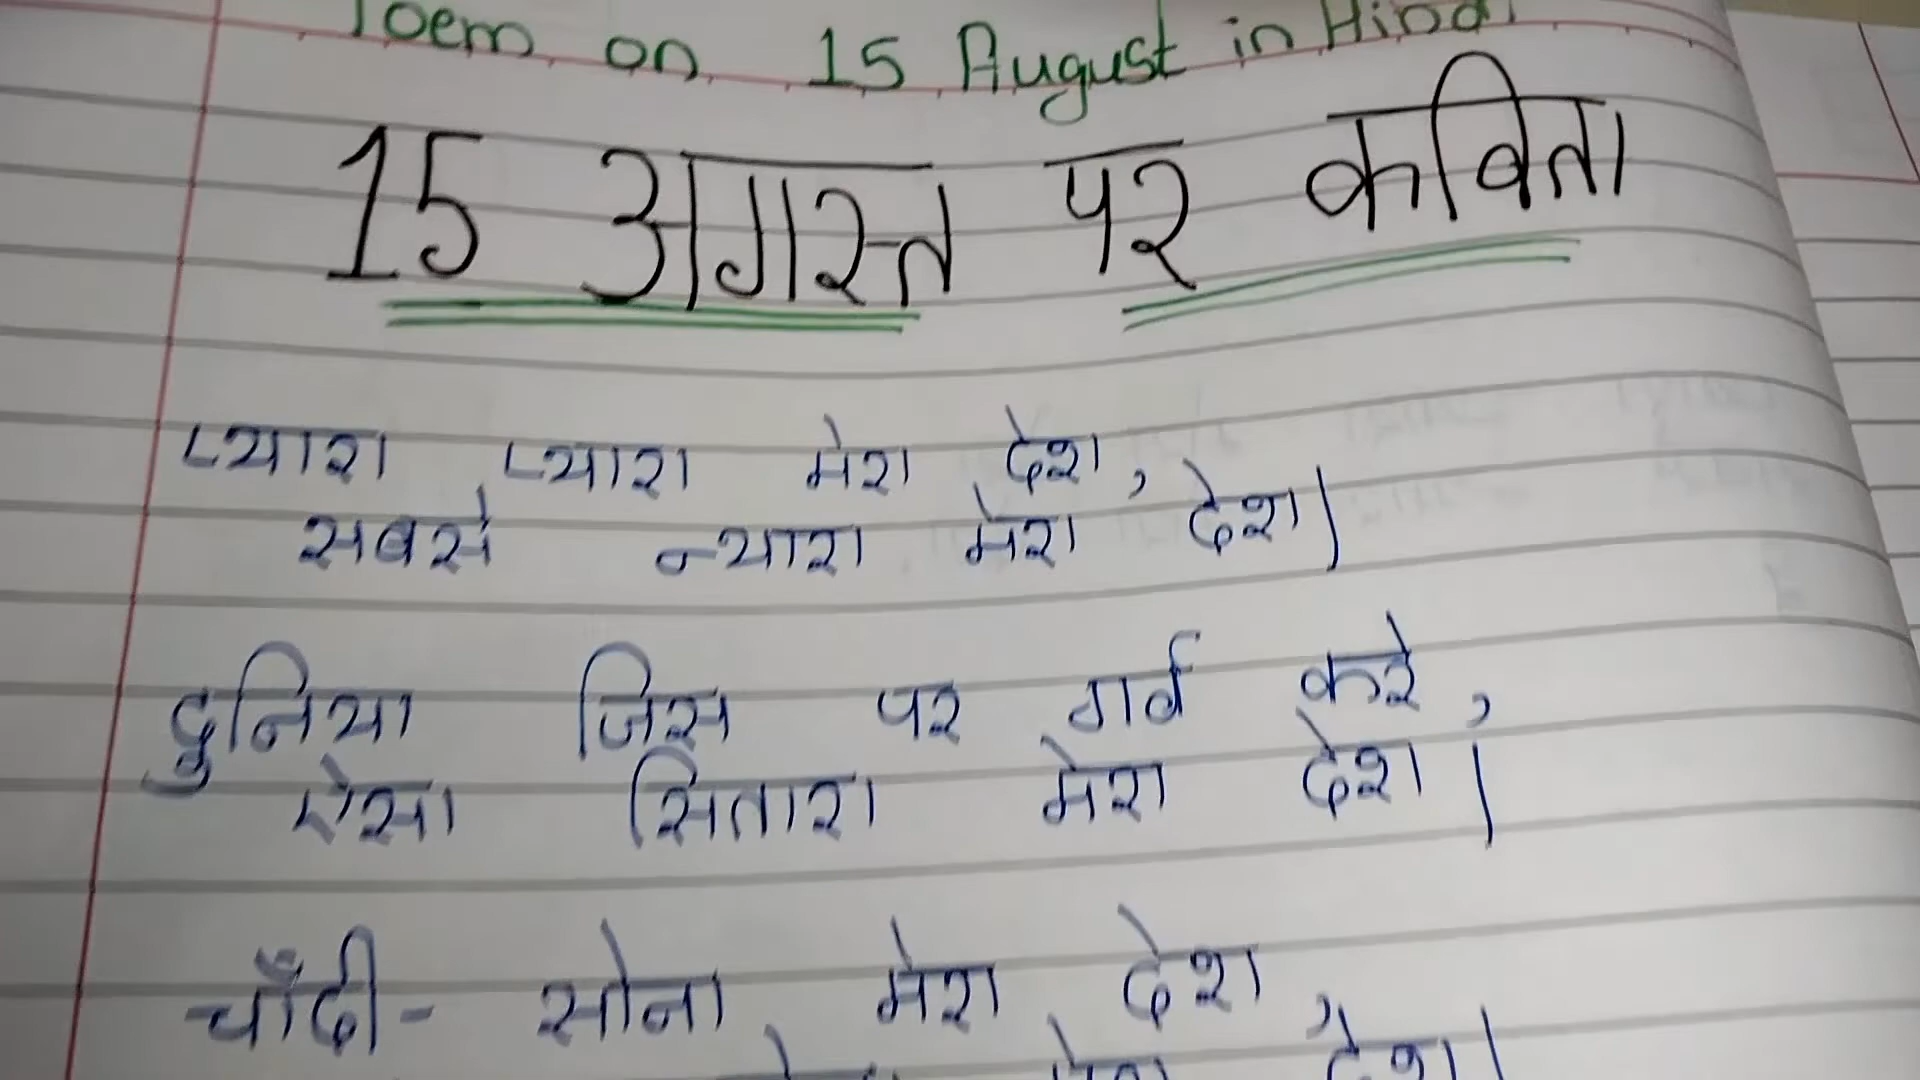 Poem on 15 August in Hindi
15 अगस्त पर कविता
प्यारा प्यारा मेरा देश,
सबसे न्यारा मेरा देश।
दुनिया जिस पर गर्व करे,
ऐसा सितारा मेरा देश।
चाँदी - सोना मेरा देश,
मेरा देश।